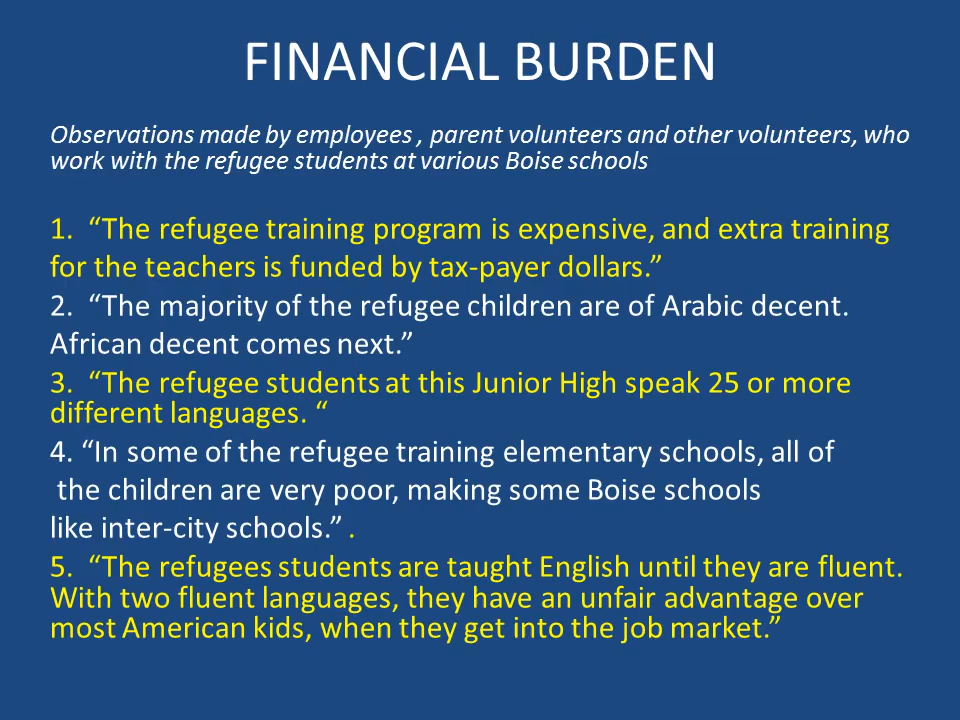 FINANCIAL BURDEN
Observations made by employees , parent volunteers and other volunteers, who
work with the refugee students at various Boise schools
1. “The refugee training program is expensive, and extra training
for the teachers is funded by tax-payer dollars.”
2. “The majority of the refugee children are of Arabic decent.
African decent comes next.”
3. “The refugee students at this Junior High speak 25 or more
different languages. “
4. “In some of the refugee training elementary schools, all of
the children are very poor, making some Boise schools
like inter-city schools.” .
5. “The refugees students are taught English until they are fluent.
With two fluent languages, they have an unfair advantage over
most American kids, when they get into the job market.”